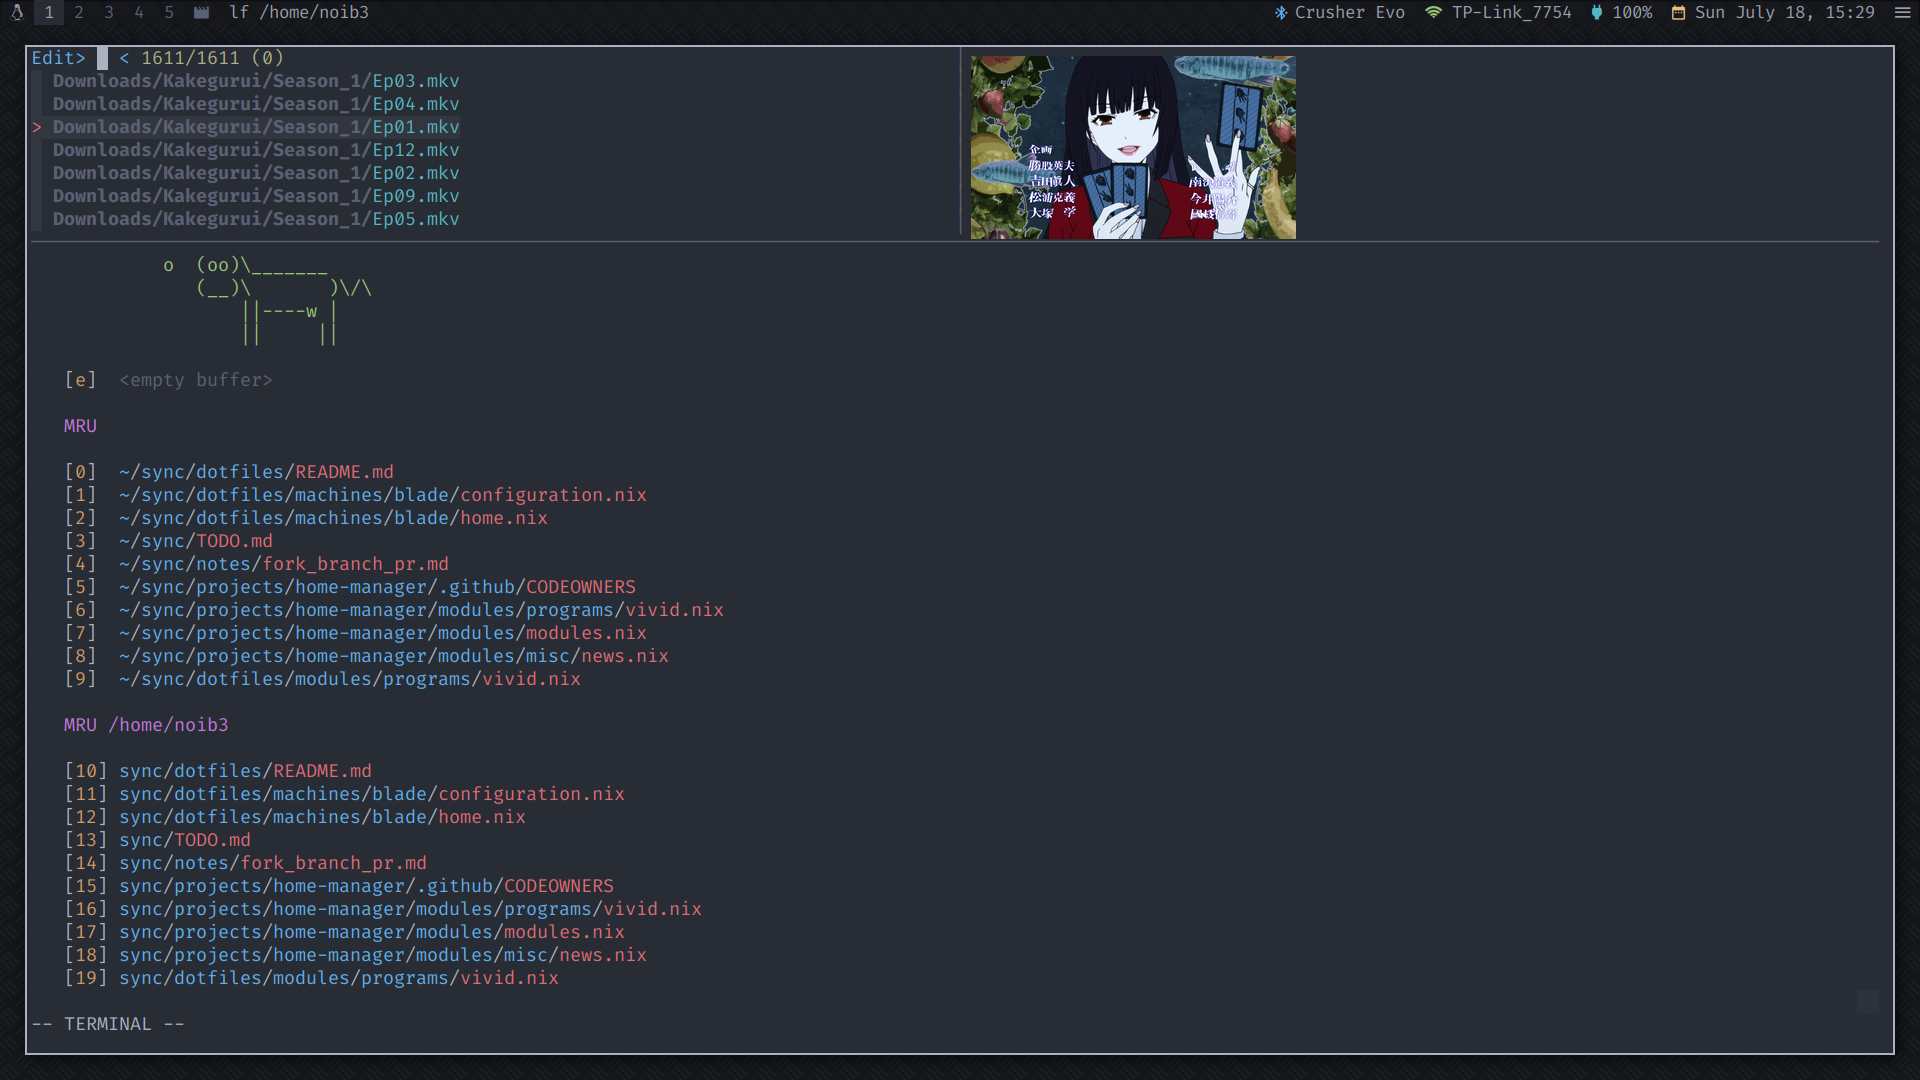 1 2 3 4 5 lf /home/noib3 Crusher Evo TP-Link_7754 100% Sun July 18, 15:29
Edit> < 1611/1611 (0)
Downloads/Kakegurui/Season_1/Ep03.mkv
Downloads/Kakegurui/Season_1/Ep04.mkv
> Downloads/Kakegurui/Season_1/Ep01.mkv
Downloads/Kakegurui/Season_1/Ep12.mkv
Downloads/Kakegurui/Season_1/Ep02.mkv
Downloads/Kakegurui/Season_1/Ep09.mkv
Downloads/Kakegurui/Season_1/Ep05.mkv
企画
勝股英夫
吉田眞人
松浦克義
大塚 学
o (oo)\_______
(__)\ )\/\
||----w |
|| ||
[e] <empty buffer>
MRU
[0] ~/sync/dotfiles/README.md
[1] ~/sync/dotfiles/machines/blade/configuration.nix
[2] ~/sync/dotfiles/machines/blade/home.nix
[3] ~/sync/TODO.md
[4] ~/sync/notes/fork_branch_pr.md
[5] ~/sync/projects/home-manager/.github/CODEOWNERS
[6] ~/sync/projects/home-manager/modules/programs/vivid.nix
[7] ~/sync/projects/home-manager/modules/modules.nix
[8] ~/sync/projects/home-manager/modules/misc/news.nix
[9] ~/sync/dotfiles/modules/programs/vivid.nix
MRU /home/noib3
[10] sync/dotfiles/README.md
[11] sync/dotfiles/machines/blade/configuration.nix
[12] sync/dotfiles/machines/blade/home.nix
[13] sync/TODO.md
[14] sync/notes/fork_branch_pr.md
[15] sync/projects/home-manager/.github/CODEOWNERS
[16] sync/projects/home-manager/modules/programs/vivid.nix
[17] sync/projects/home-manager/modules/modules.nix
[18] sync/projects/home-manager/modules/misc/news.nix
[19] sync/dotfiles/modules/programs/vivid.nix
-- TERMINAL --